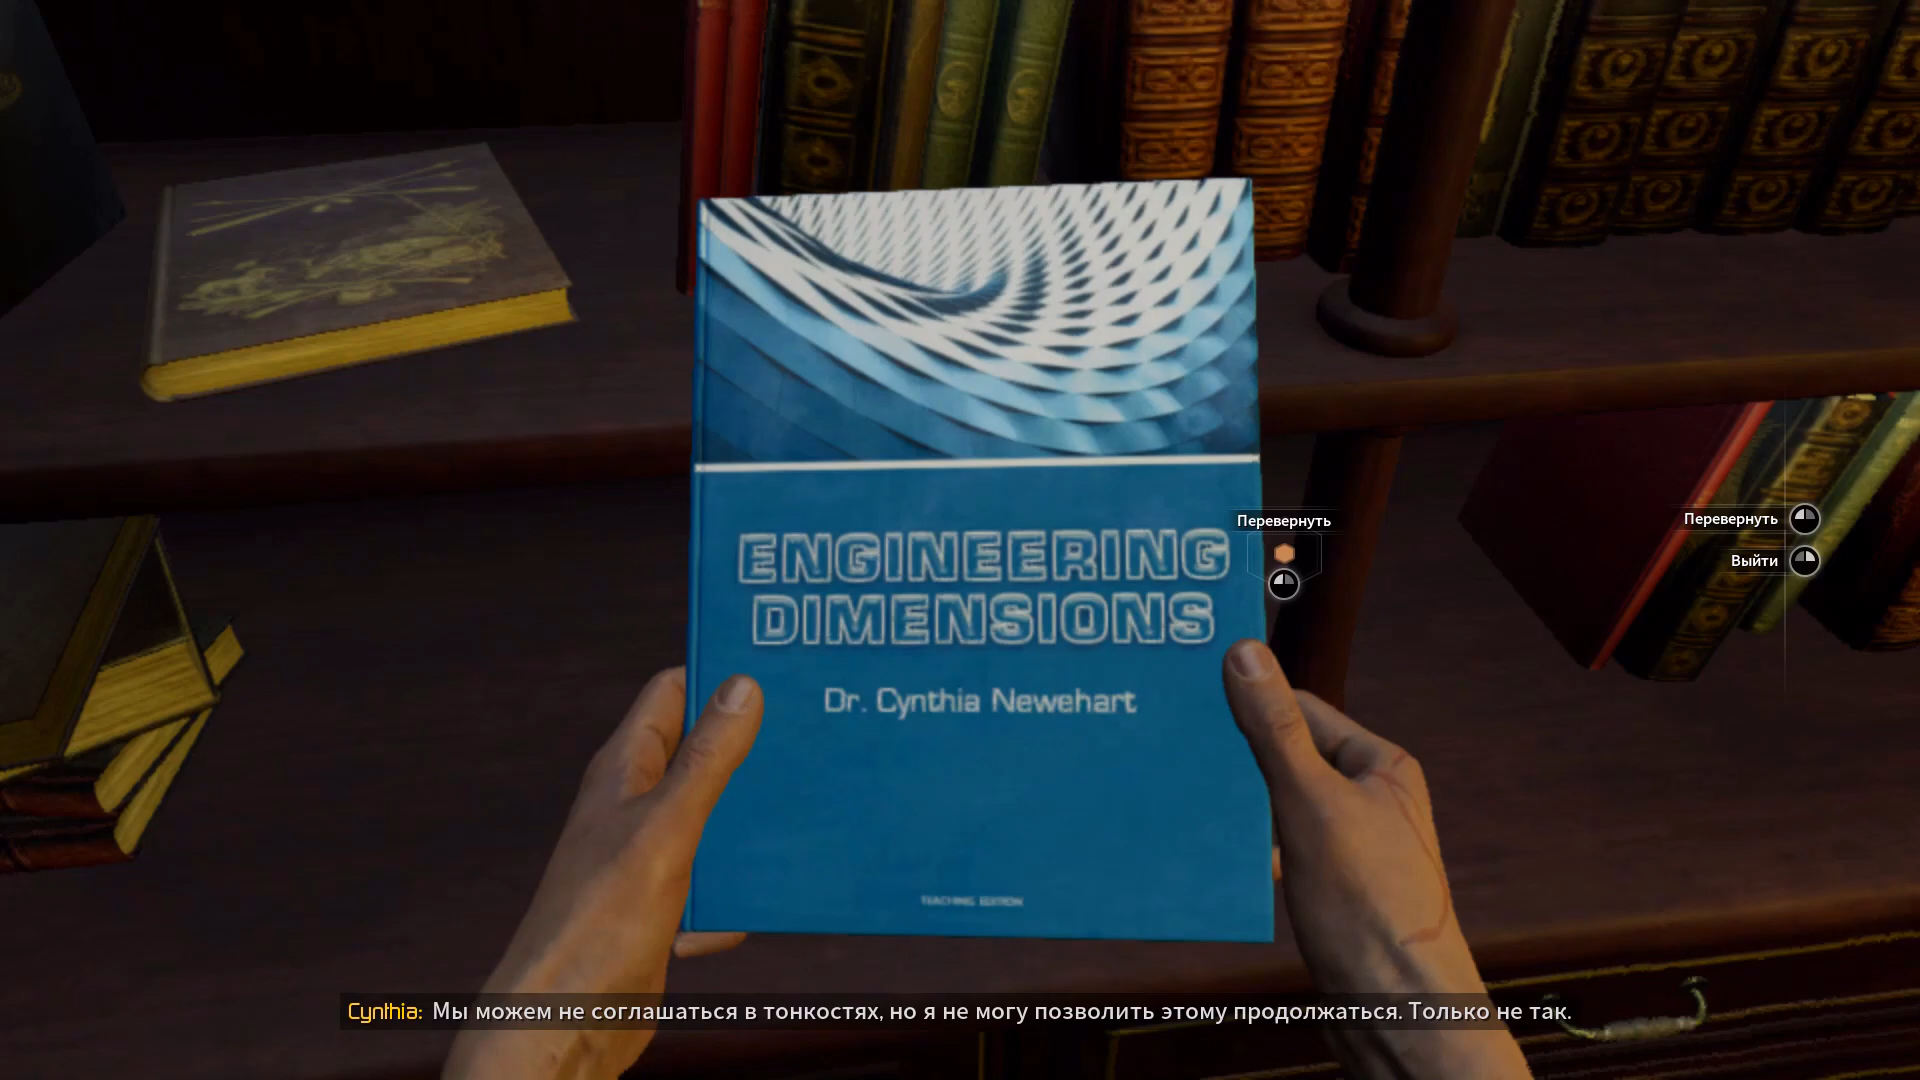 ENGINEERING
DIMENSIONS
Dr. Cynthia Newehart
TEACHING EDITION
Перевернуть
Перевернуть
Выйти
Cynthia: Мы можем не соглашаться в тонкостях, но я не могу позволить этому продолжаться. Только не так.